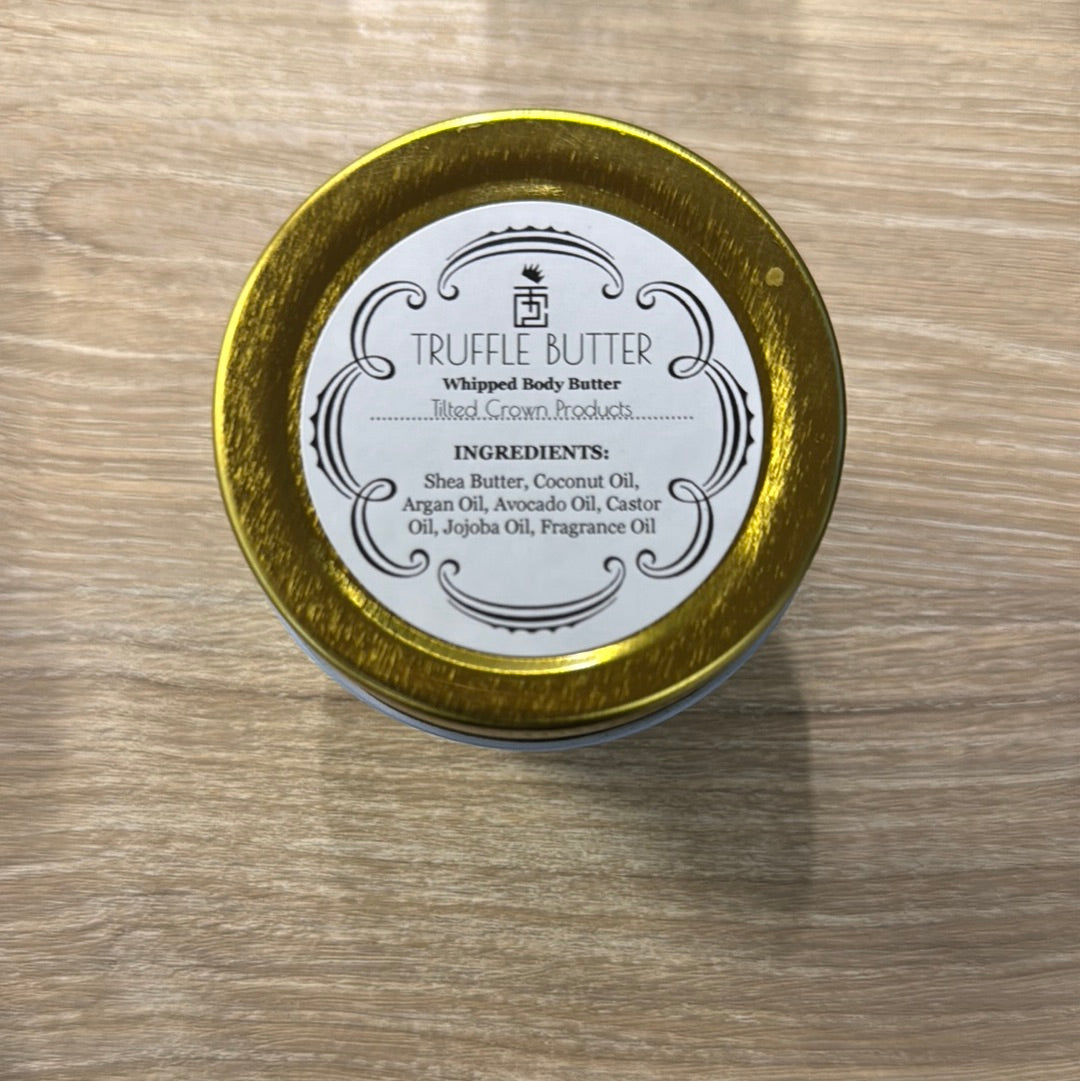 TRUFFLE BUTTER
Whipped Body Butter
Tilted Crown Products
INGREDIENTS:
Shea Butter, Coconut Oil,
Argan Oil, Avocado Oil, Castor
Oil, Jojoba Oil, Fragrance Oil